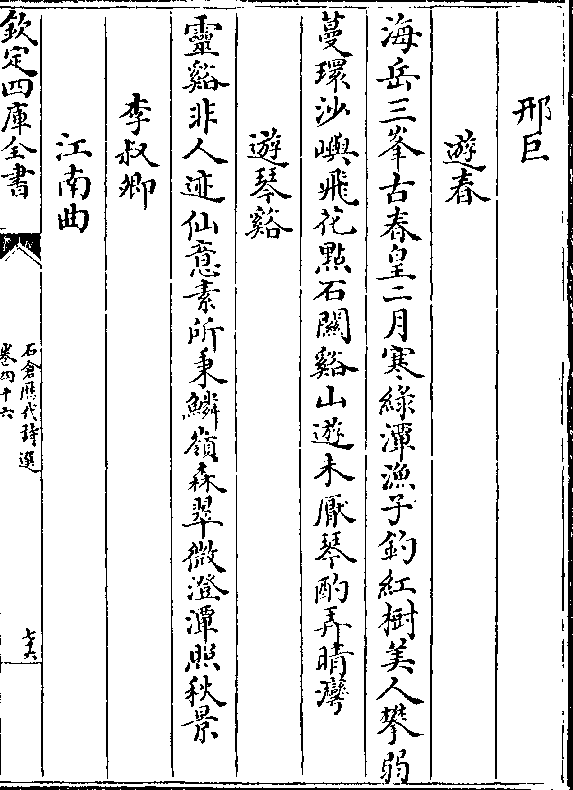 邢巨
遊春
海岳三峯古春皇二月寒綠潭漁子釣紅樹美人攀弱
蔓環沙嶼飛花點石關谿山遊未厭琴酌弄晴灣
遊琴谿
靈谿非人迹仙意素所秉鱗嶺森翠微澄潭照秋景
李叔卿
江南曲
欽定四庫全書
石倉歷代詩選
卷四十六